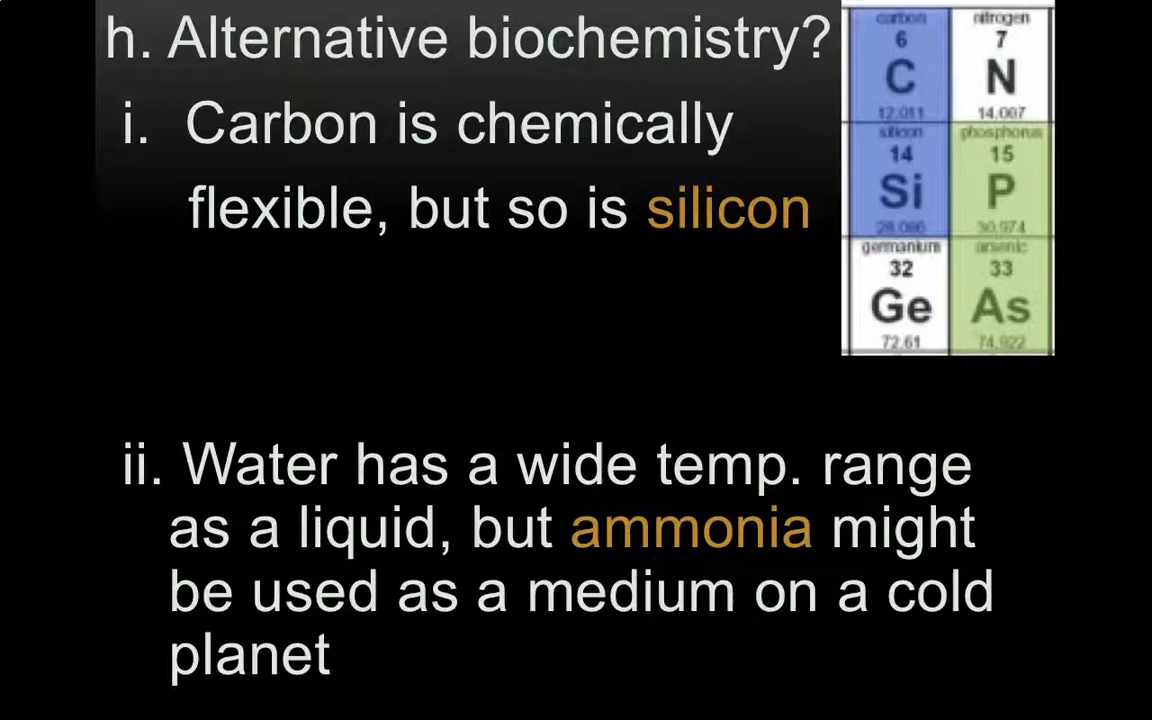 h. Alternative biochemistry?
i. Carbon is chemically
flexible, but so is silicon
carbon nitrogen
6 7
C N
12.011 14.007
silicon phosphorus
14 15
Si P
28.086 30.974
germanium arsenic
32 33
Ge As
72.61 74.922
ii. Water has a wide temp. range
as a liquid, but ammonia might
be used as a medium on a cold
planet